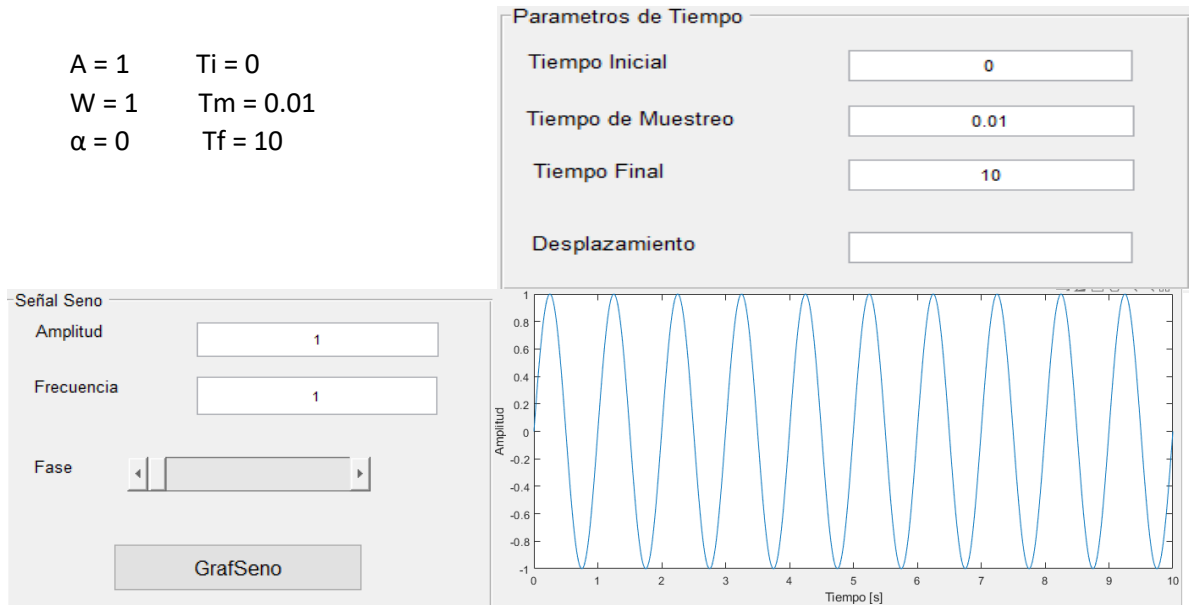 A = 1 Ti = 0
W = 1 Tm = 0.01
α = 0 Tf = 10
Parametros de Tiempo
Tiempo Inicial 0
Tiempo de Muestreo 0.01
Tiempo Final 10
Desplazamiento
Señal Seno
Amplitud 1
Frecuencia 1
Fase
GrafSeno
Amplitud
1
0.8
0.6
0.4
0.2
0
-0.2
-0.4
-0.6
-0.8
-1
0 1 2 3 4 5 6 7 8 9 10
Tiempo [s]